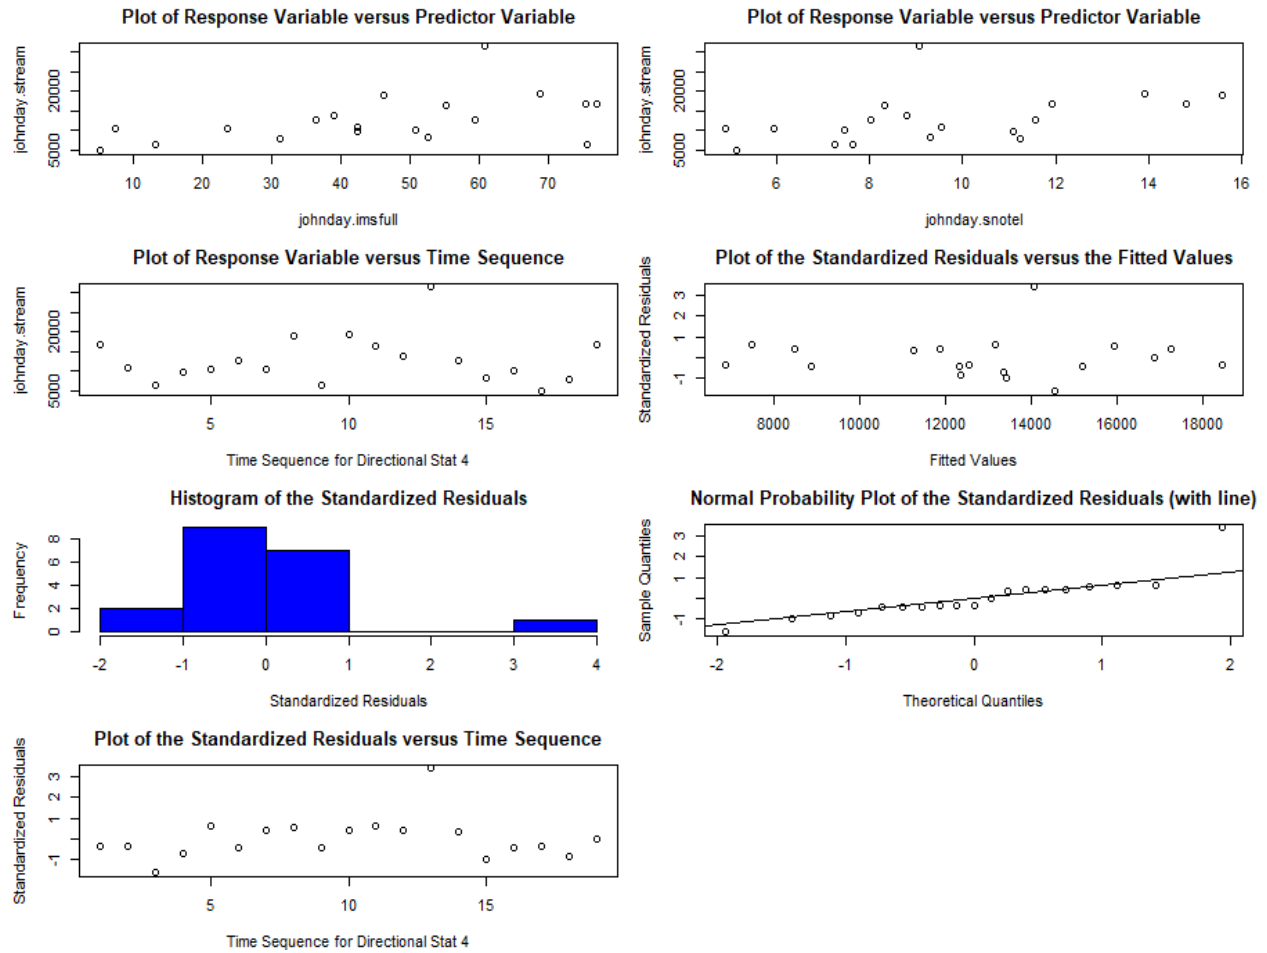 Plot of Response Variable versus Predictor Variable
johnday.stream
5000 20000
10 20 30 40 50 60 70
johnday.imsfull
Plot of Response Variable versus Predictor Variable
johnday.stream
5000 20000
6 8 10 12 14 16
johnday.snotel
Plot of Response Variable versus Time Sequence
johnday.stream
5000 20000
5 10 15
Time Sequence for Directional Stat 4
Plot of the Standardized Residuals versus the Fitted Values
Standardized Residuals
-1 1 2 3
8000 10000 12000 14000 16000 18000
Fitted Values
Histogram of the Standardized Residuals
Frequency
0 2 4 6 8
-2 -1 0 1 2 3 4
Standardized Residuals
Normal Probability Plot of the Standardized Residuals (with line)
Sample Quantiles
-1 1 2 3
-2 -1 0 1 2
Theoretical Quantiles
Plot of the Standardized Residuals versus Time Sequence
Standardized Residuals
-1 1 2 3
5 10 15
Time Sequence for Directional Stat 4